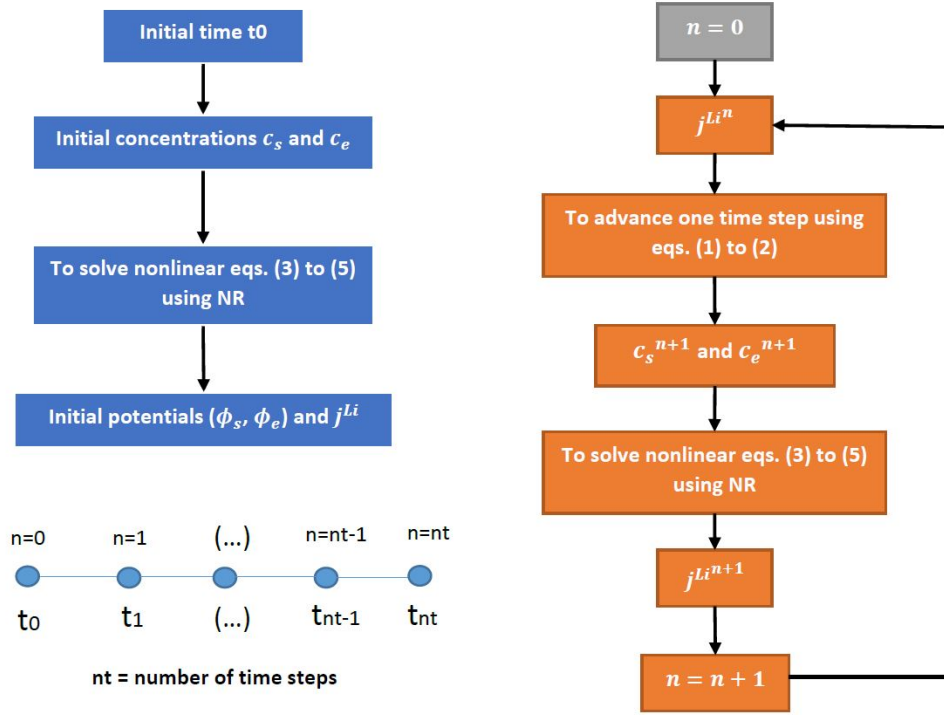 Initial time t0
Initial concentrations c_s and c_e
To solve nonlinear eqs. (3) to (5)
using NR
Initial potentials (ϕ_s, ϕ_e) and j^{Li}
n=0 n=1 (...) n=nt-1 n=nt
t0 t1 (...) tnt-1 tnt
nt = number of time steps
n = 0
j^{Li^n}
To advance one time step using
eqs. (1) to (2)
c_s^{n+1} and c_e^{n+1}
To solve nonlinear eqs. (3) to (5)
using NR
j^{Li^{n+1}}
n = n + 1